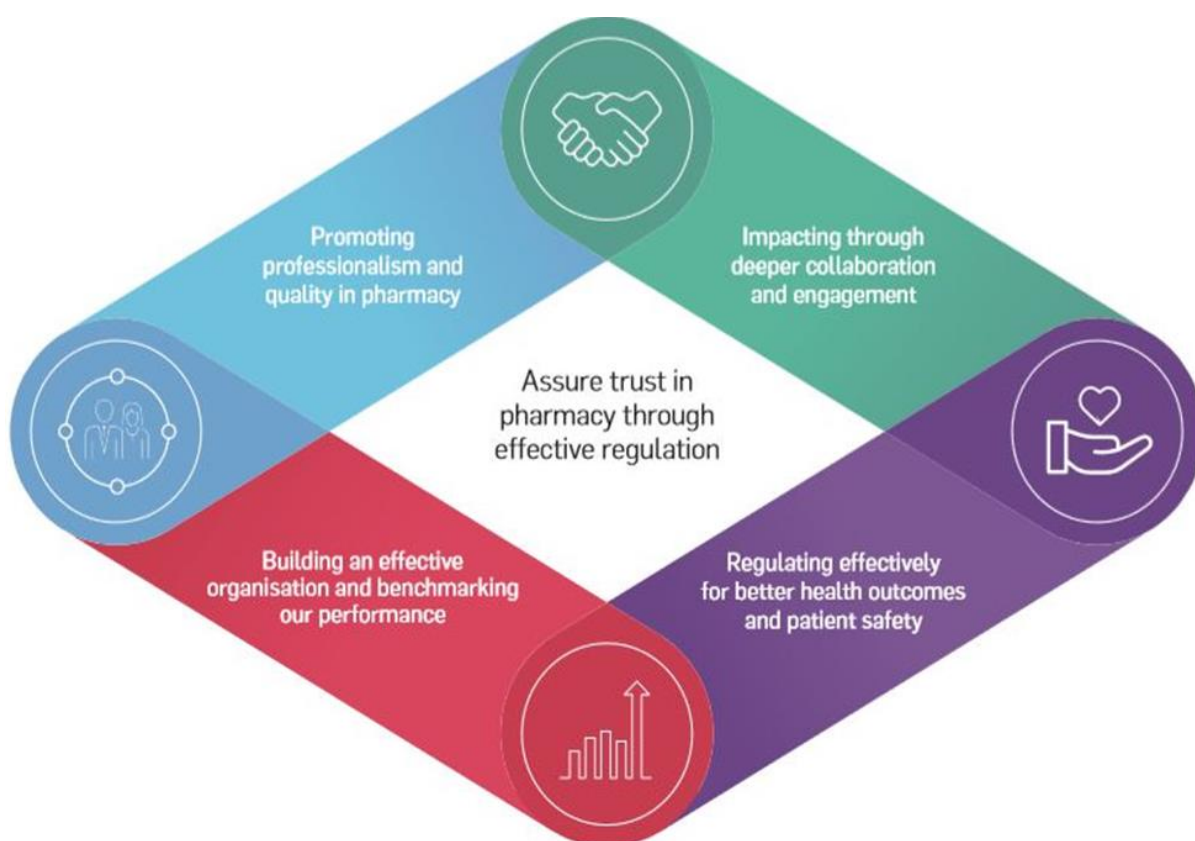 Promoting
professionalism and
quality in pharmacy
Impacting through
deeper collaboration
and engagement
Assure trust in
pharmacy through
effective regulation
Building an effective
organisation and benchmarking
our performance
Regulating effectively
for better health outcomes
and patient safety